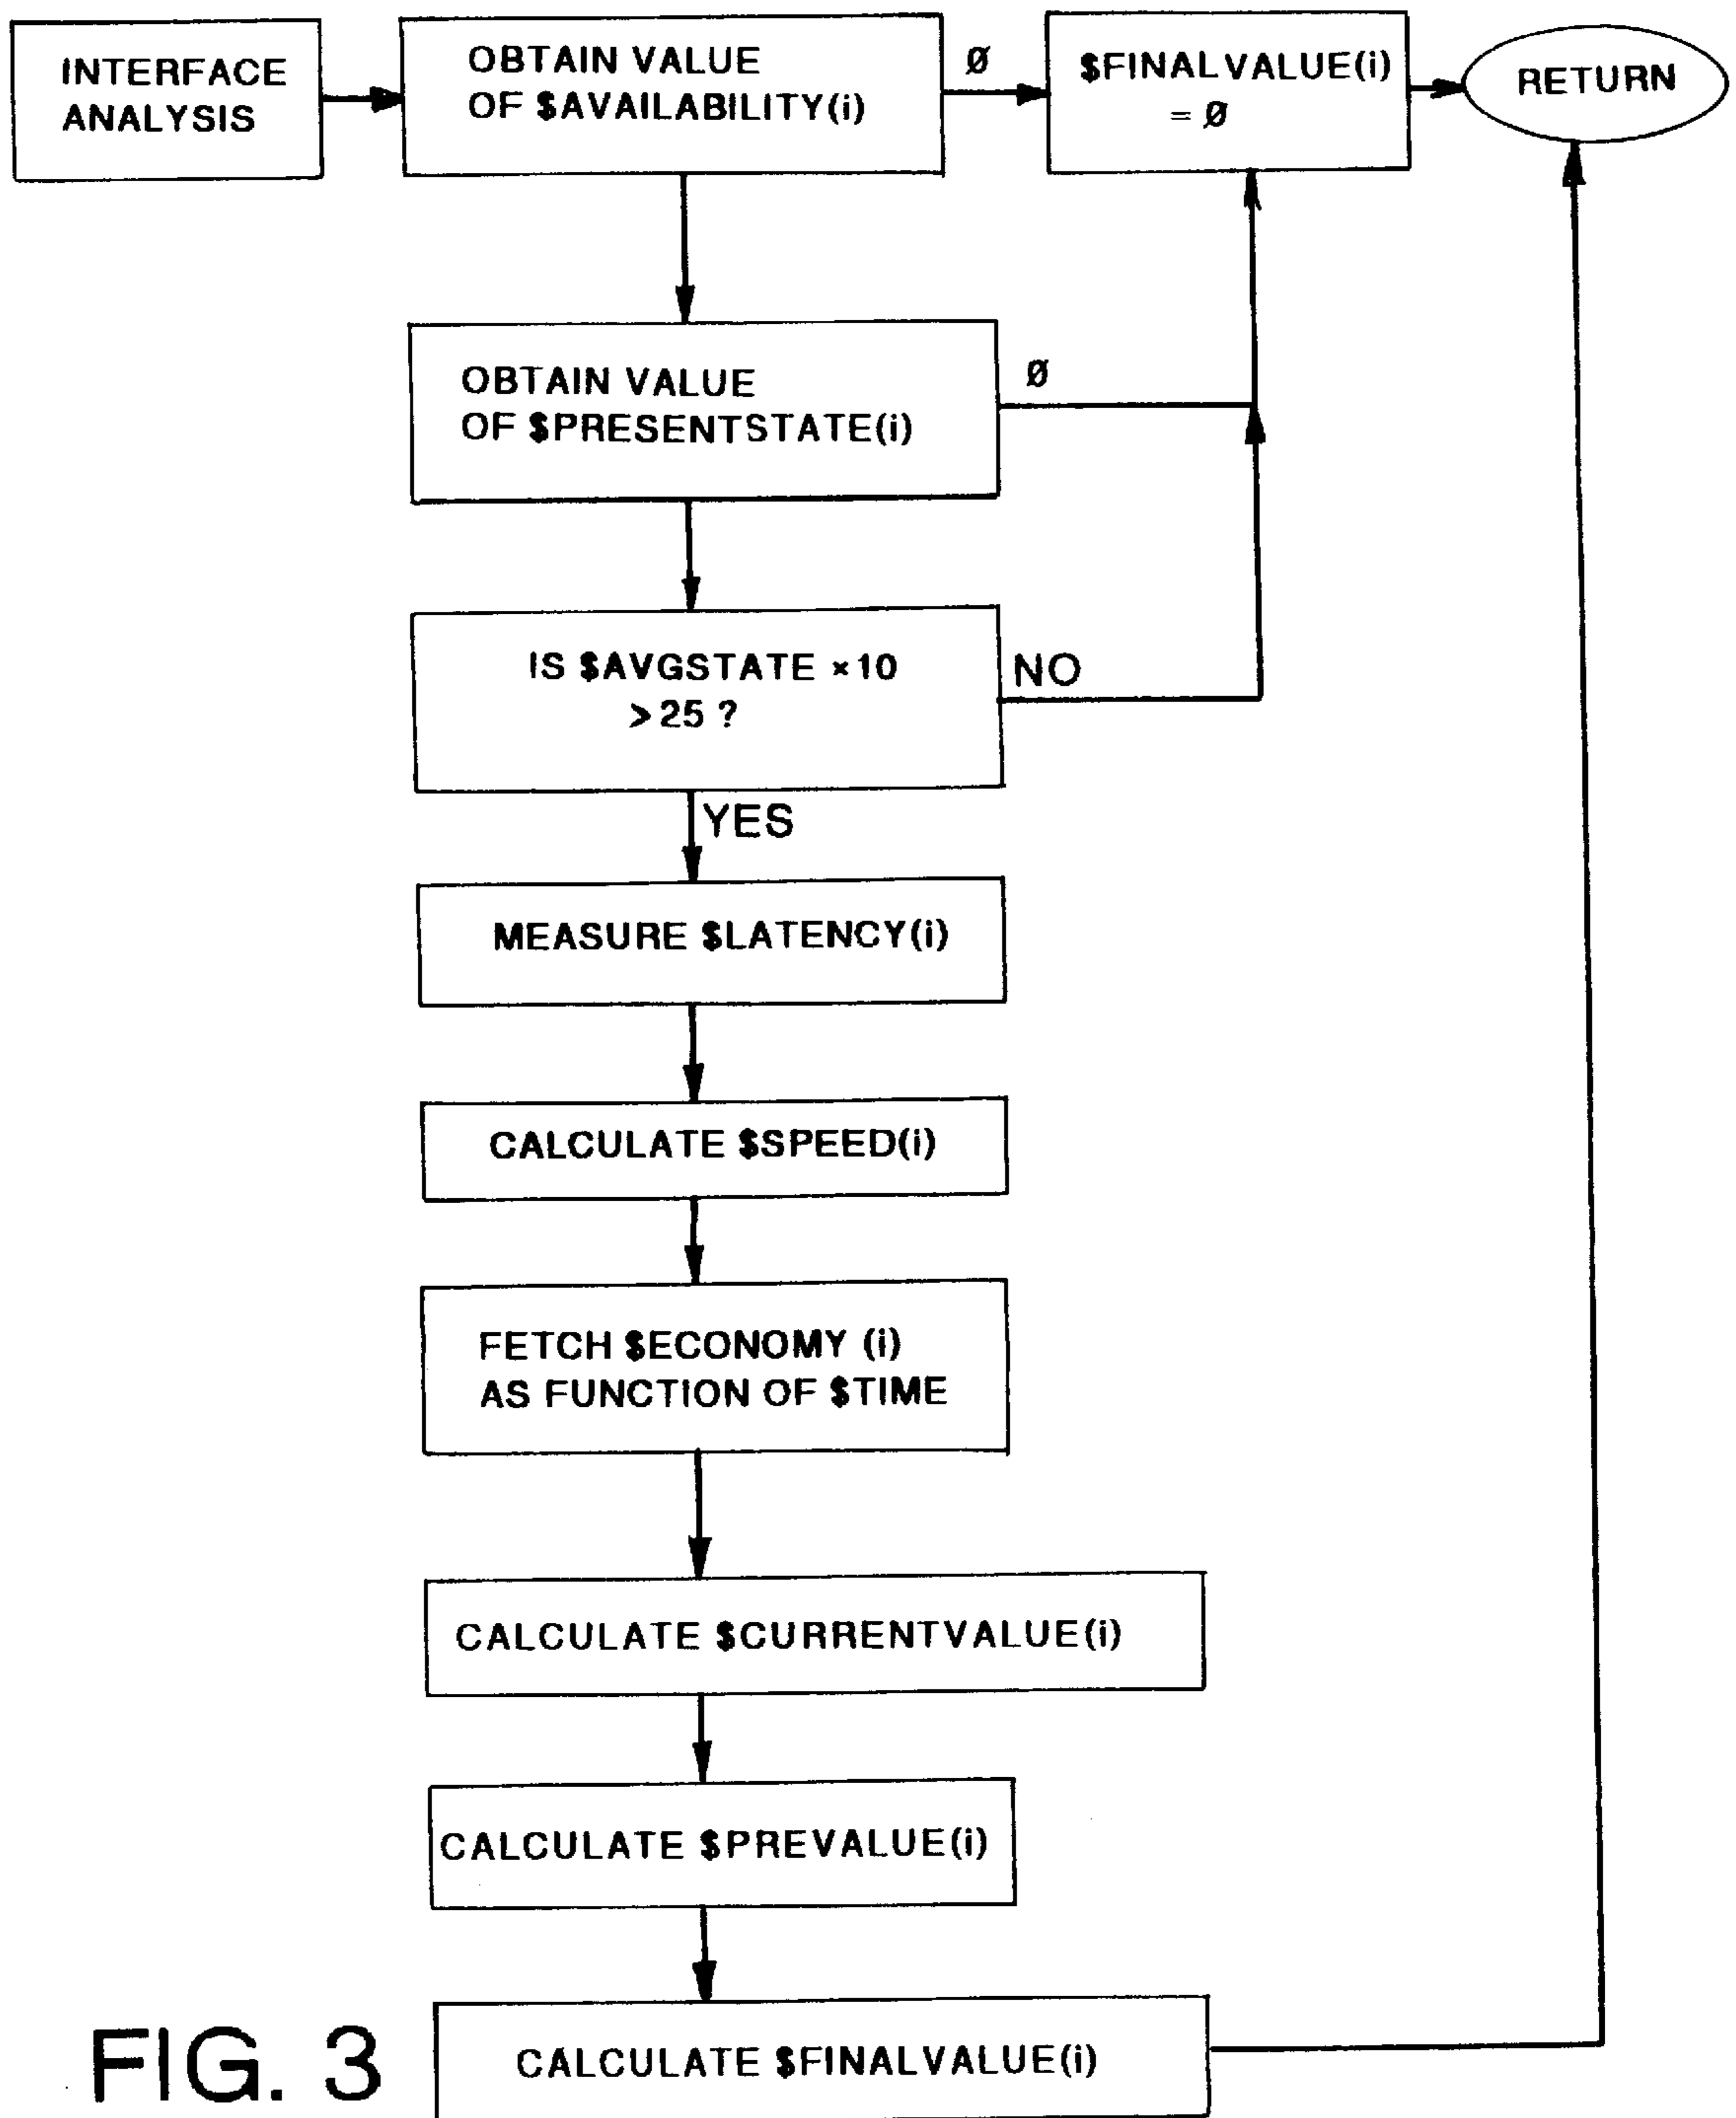 INTERFACE
ANALYSIS
OBTAIN VALUE
OF $AVAILABILITY(i)
Ø
$FINALVALUE(i)
= Ø
RETURN
OBTAIN VALUE
OF $PRESENTSTATE(i)
Ø
IS $AVGSTATE ×10
> 25 ?
NO
YES
MEASURE $LATENCY(i)
CALCULATE $SPEED(i)
FETCH $ECONOMY (i)
AS FUNCTION OF $TIME
CALCULATE $CURRENTVALUE(i)
CALCULATE $PREVALUE(i)
CALCULATE $FINALVALUE(i)
FIG. 3